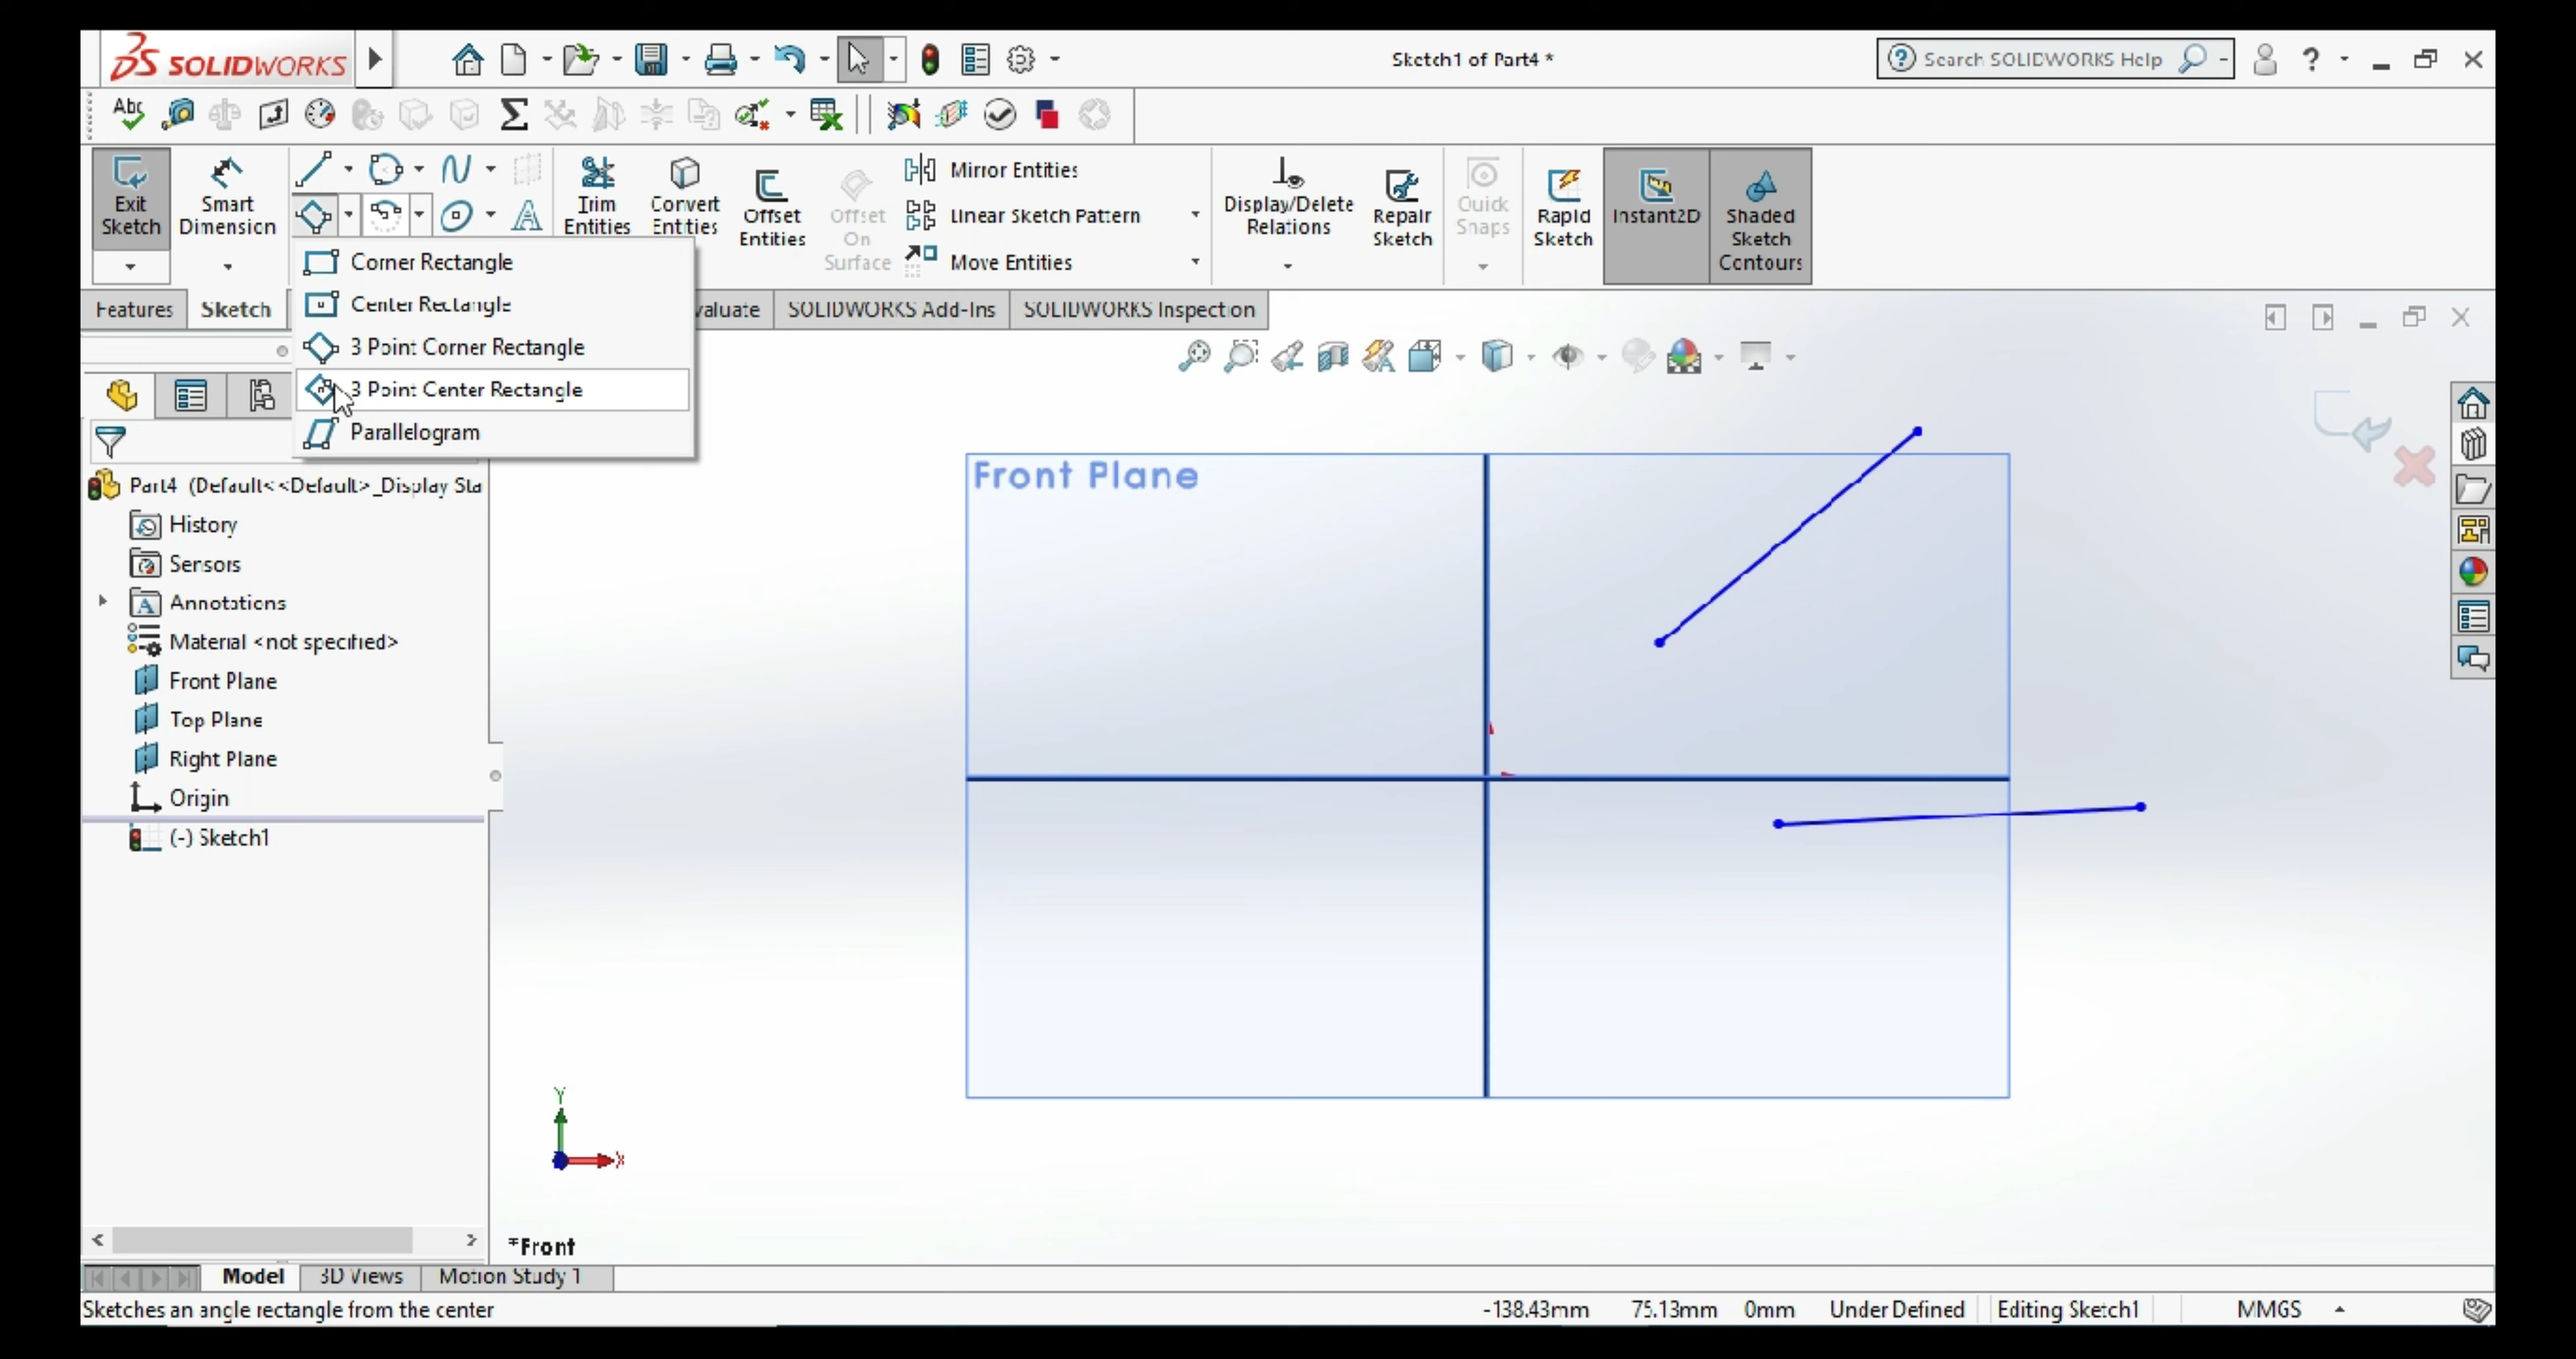 SOLIDWORKS
Sketch1 of Part4 *
Search SOLIDWORKS Help
Abc
Exit Sketch
Smart Dimension
Trim Entities
Convert Entities
Offset Entities
Offset On Surface
Mirror Entities
Linear Sketch Pattern
Move Entities
Display/Delete Relations
Repair Sketch
Quick Snaps
Rapid Sketch
Instant2D
Shaded Sketch Contours
Corner Rectangle
Center Rectangle
3 Point Corner Rectangle
3 Point Center Rectangle
Parallelogram
Features
Sketch
valuate
SOLIDWORKS Add-Ins
SOLIDWORKS Inspection
Part4 (Default<<Default>_Display Sta
History
Sensors
Annotations
Material <not specified>
Front Plane
Top Plane
Right Plane
Origin
(-) Sketch1
Front Plane
Y
X
*Front
Model
3D Views
Motion Study 1
Sketches an angle rectangle from the center
-138.43mm
75.13mm
0mm
Under Defined
Editing Sketch1
MMGS